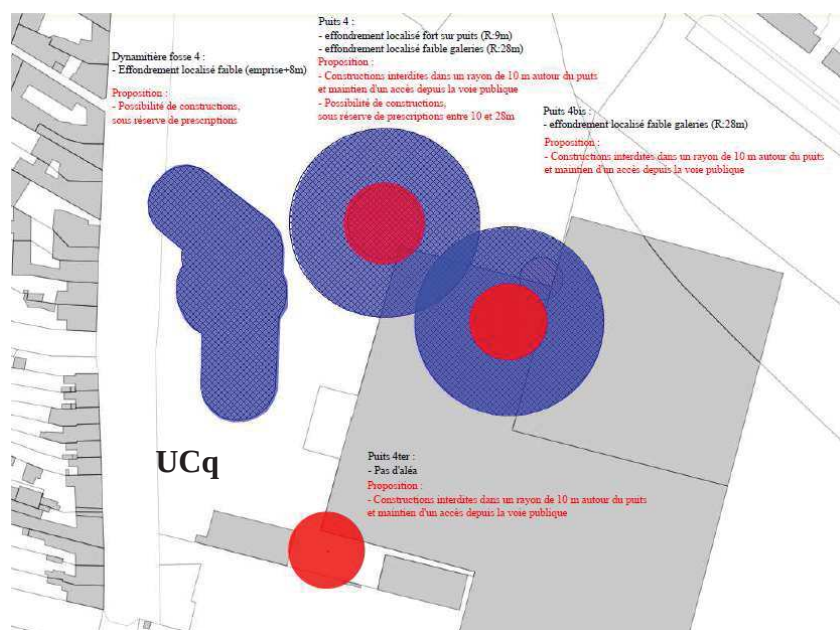 Dynamitière fosse 4 :
- Effondrement localisé faible (emprise+8m)
Proposition :
- Possibilité de constructions,
sous réserve de prescriptions
Puits 4 :
- effondrement localisé fort sur puits (R:9m)
- effondrement localisé faible galeries (R:28m)
Proposition :
- Constructions interdites dans un rayon de 10 m autour du puits
et maintien d'un accès depuis la voie publique
- Possibilité de constructions,
sous réserve de prescriptions entre 10 et 28m
Puits 4bis :
- effondrement localisé faible galeries (R:28m)
Proposition :
- Constructions interdites dans un rayon de 10 m autour du puits
et maintien d'un accès depuis la voie publique
UCq
Puits 4ter :
- Pas d'aléa
Proposition :
- Constructions interdites dans un rayon de 10 m autour du puits
et maintien d'un accès depuis la voie publique